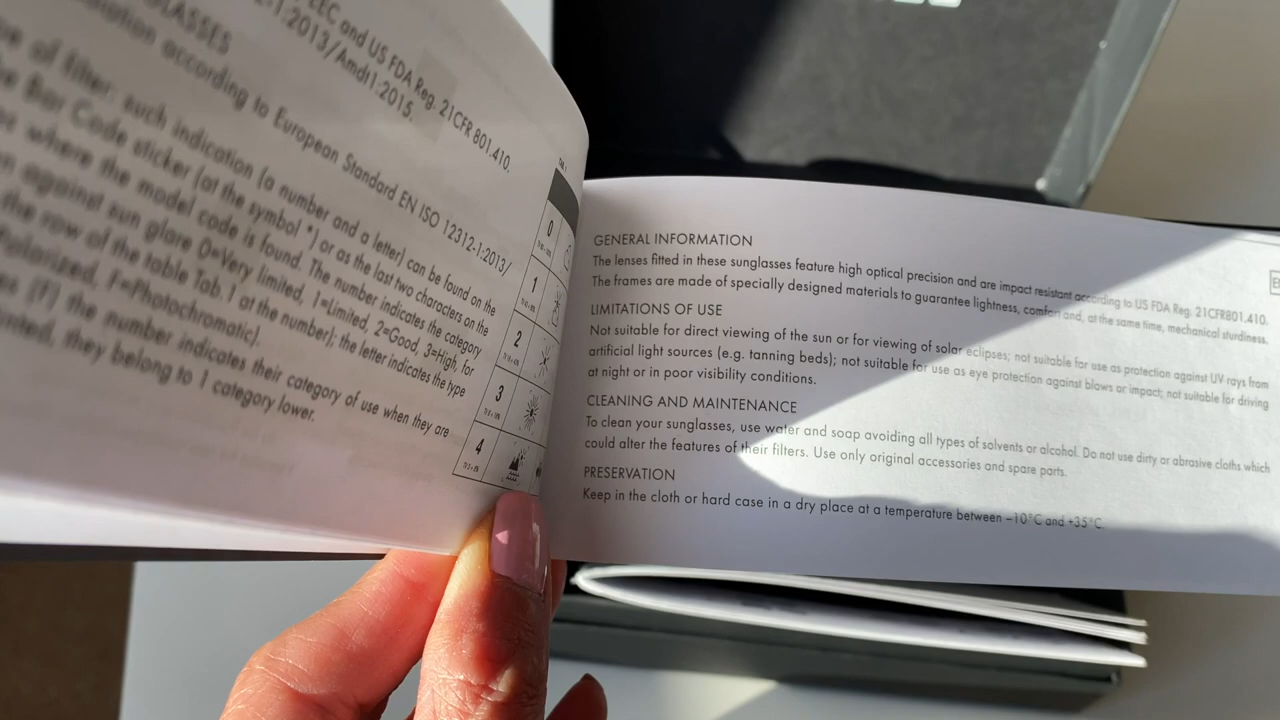 EEC and US FDA Reg. 21CFR 801.410.
2-1:2013/Amdt1:2015.
GLASSES
according to European Standard EN ISO 12312-1:2013/
of filter: such indication (a number and a letter) can be found on the
Bar Code sticker (at the symbol *) or as the last two characters on the
where the model code is found. The number indicates the category
against sun glare 0=Very limited, 1=Limited, 2=Good, 3=High, for
the row of the table Tab.1 at the number); the letter indicates the type
Polarized, F=Photochromatic).
(F) the number indicates their category of use when they are
they belong to 1 category lower.
Tab. 1
0
1
2
3
4
GENERAL INFORMATION
The lenses fitted in these sunglasses feature high optical precision and are impact resistant according to US FDA Reg. 21CFR801.410.
The frames are made of specially designed materials to guarantee lightness, comfort and, at the same time, mechanical sturdiness.
LIMITATIONS OF USE
Not suitable for direct viewing of the sun or for viewing of solar eclipses; not suitable for use as protection against UV rays from
artificial light sources (e.g. tanning beds); not suitable for use as eye protection against blows or impact; not suitable for driving
at night or in poor visibility conditions.
CLEANING AND MAINTENANCE
To clean your sunglasses, use water and soap avoiding all types of solvents or alcohol. Do not use dirty or abrasive cloths which
could alter the features of their filters. Use only original accessories and spare parts.
PRESERVATION
Keep in the cloth or hard case in a dry place at a temperature between –10°C and +35°C.